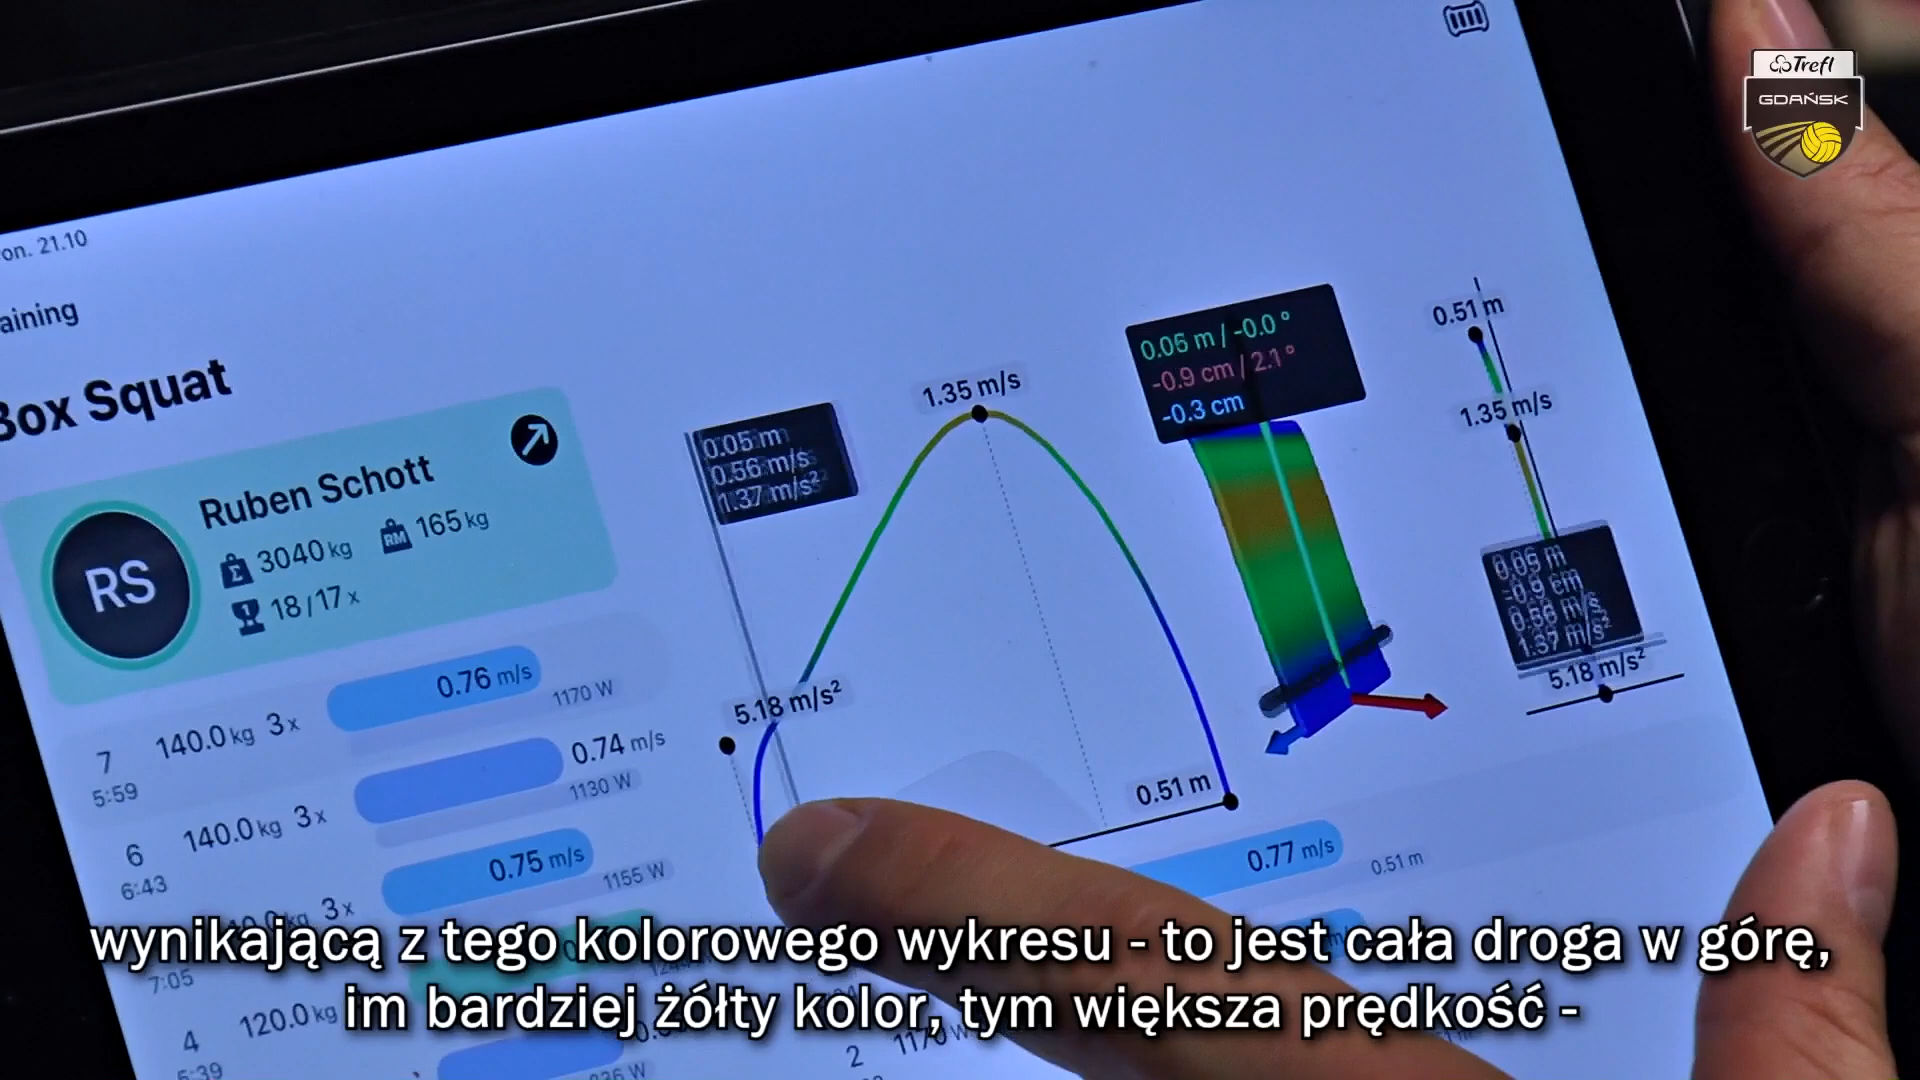 on. 21.10
aining
Box Squat
RS
Ruben Schott
Σ 3040 kg RM 165 kg
1 18/17 x
7 140.0 kg 3 x 0.76 m/s 1170 W
5:59
6 140.0 kg 3 x 0.74 m/s 1130 W
6:43
3 x 0.75 m/s 1155 W
7:05
4 120.0 kg
5:39
836 W
0.05 m
0.56 m/s
1.37 m/s²
1.35 m/s
5.18 m/s²
0.51 m
0.05 m / -0.0 °
-0.9 cm / 2.1 °
-0.3 cm
0.51 m
1.35 m/s
-0.9 cm
0.56 m/s
1.37 m/s²
5.18 m/s²
0.77 m/s 0.51 m
2 1170 W
Trefl
GDAŃSK
wynikającą z tego kolorowego wykresu - to jest cała droga w górę,
im bardziej żółty kolor, tym większa prędkość -